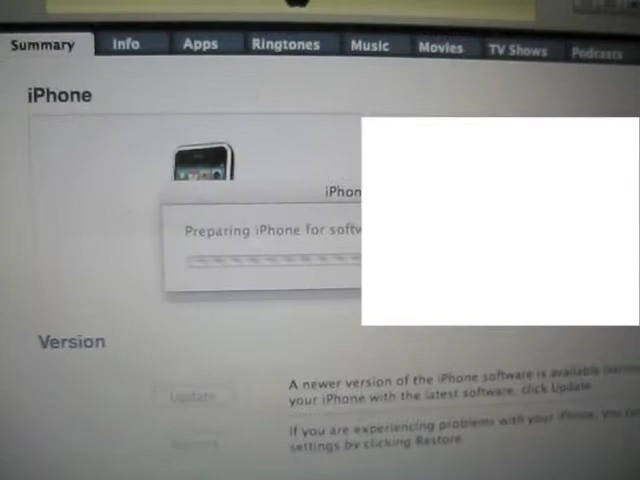 Summary Info Apps Ringtones Music Movies TV Shows Podcasts
iPhone
iPhon
Preparing iPhone for softw
Version
Update
A newer version of the iPhone software is available
your iPhone with the latest software, click Update
If you are experiencing problems with your iPhone, you
settings by clicking Restore